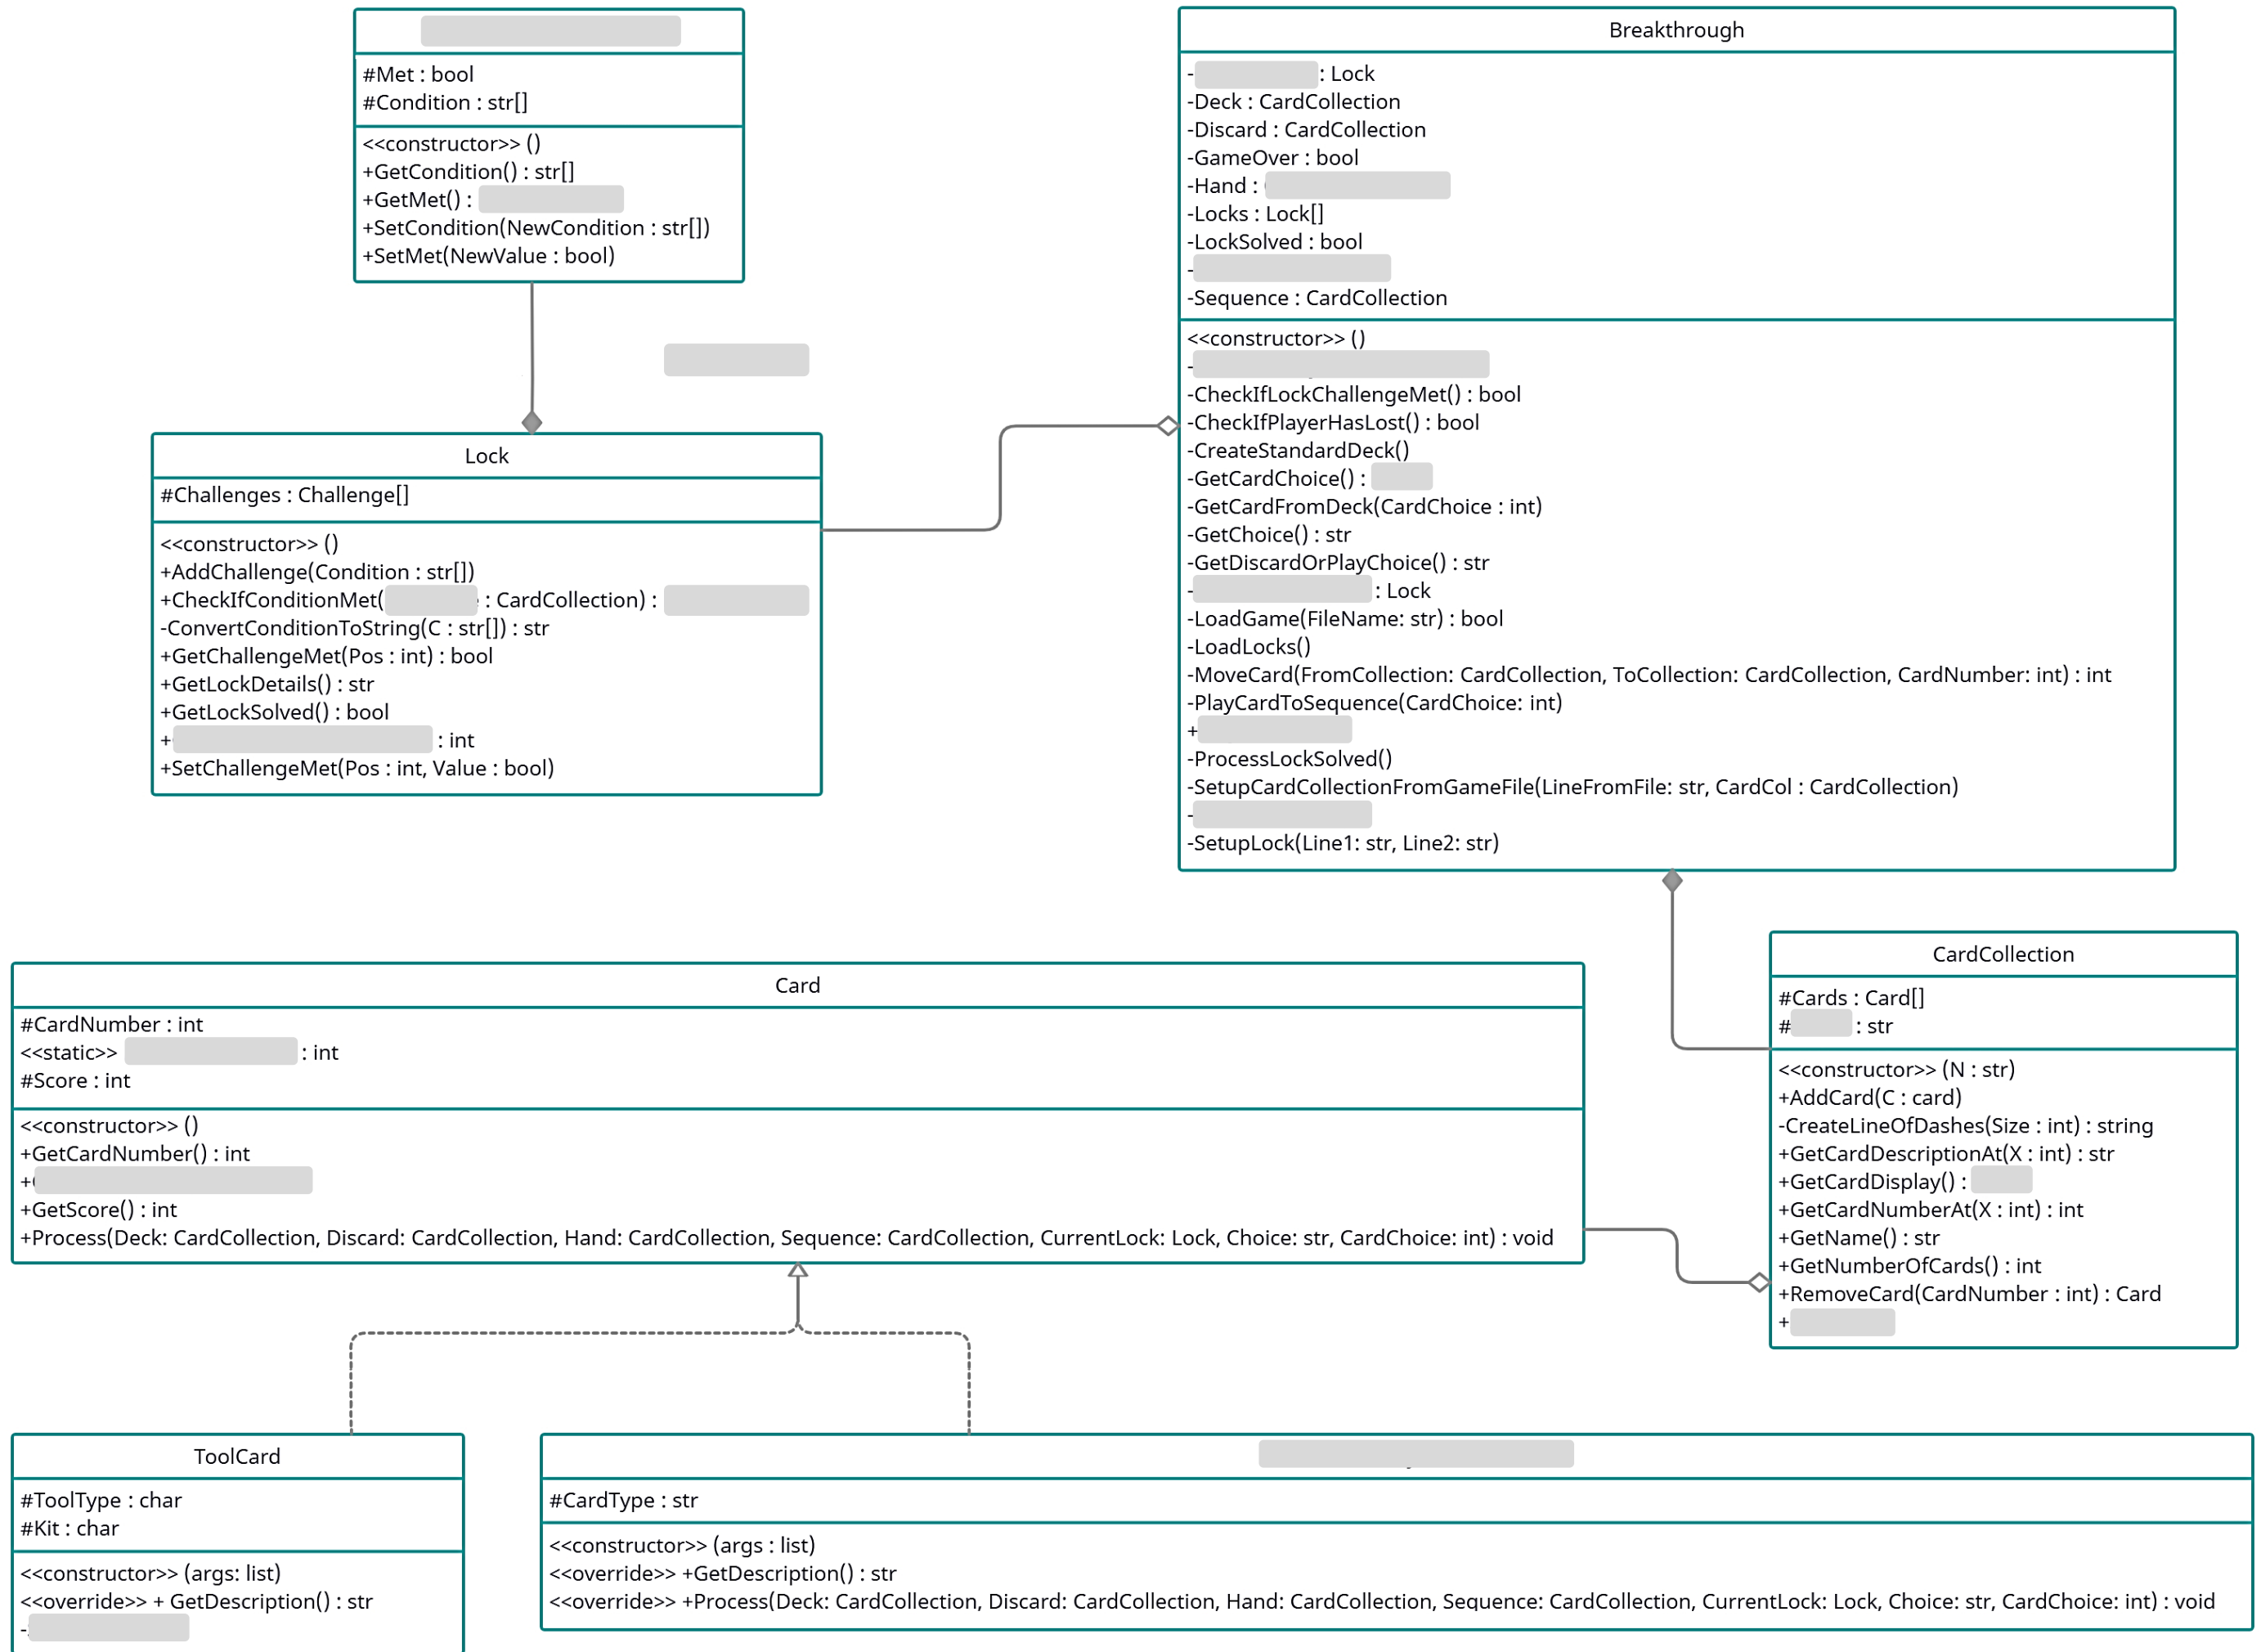 #Met : bool
#Condition : str[]
<<constructor>> ()
+GetCondition() : str[]
+GetMet() :
+SetCondition(NewCondition : str[])
+SetMet(NewValue : bool)
Breakthrough
- : Lock
-Deck : CardCollection
-Discard : CardCollection
-GameOver : bool
-Hand :
-Locks : Lock[]
-LockSolved : bool
-
-Sequence : CardCollection
<<constructor>> ()
-
-CheckIfLockChallengeMet() : bool
-CheckIfPlayerHasLost() : bool
-CreateStandardDeck()
-GetCardChoice() :
-GetCardFromDeck(CardChoice : int)
-GetChoice() : str
-GetDiscardOrPlayChoice() : str
- : Lock
-LoadGame(FileName: str) : bool
-LoadLocks()
-MoveCard(FromCollection: CardCollection, ToCollection: CardCollection, CardNumber: int) : int
-PlayCardToSequence(CardChoice: int)
+
-ProcessLockSolved()
-SetupCardCollectionFromGameFile(LineFromFile: str, CardCol : CardCollection)
-
-SetupLock(Line1: str, Line2: str)
Lock
#Challenges : Challenge[]
<<constructor>> ()
+AddChallenge(Condition : str[])
+CheckIfConditionMet( : CardCollection) :
-ConvertConditionToString(C : str[]) : str
+GetChallengeMet(Pos : int) : bool
+GetLockDetails() : str
+GetLockSolved() : bool
+ : int
+SetChallengeMet(Pos : int, Value : bool)
CardCollection
#Cards : Card[]
# : str
<<constructor>> (N : str)
+AddCard(C : card)
-CreateLineOfDashes(Size : int) : string
+GetCardDescriptionAt(X : int) : str
+GetCardDisplay() :
+GetCardNumberAt(X : int) : int
+GetName() : str
+GetNumberOfCards() : int
+RemoveCard(CardNumber : int) : Card
+
Card
#CardNumber : int
<<static>> : int
#Score : int
<<constructor>> ()
+GetCardNumber() : int
+
+GetScore() : int
+Process(Deck: CardCollection, Discard: CardCollection, Hand: CardCollection, Sequence: CardCollection, CurrentLock: Lock, Choice: str, CardChoice: int) : void
ToolCard
#ToolType : char
#Kit : char
<<constructor>> (args: list)
<<override>> + GetDescription() : str
-
#CardType : str
<<constructor>> (args : list)
<<override>> +GetDescription() : str
<<override>> +Process(Deck: CardCollection, Discard: CardCollection, Hand: CardCollection, Sequence: CardCollection, CurrentLock: Lock, Choice: str, CardChoice: int) : void